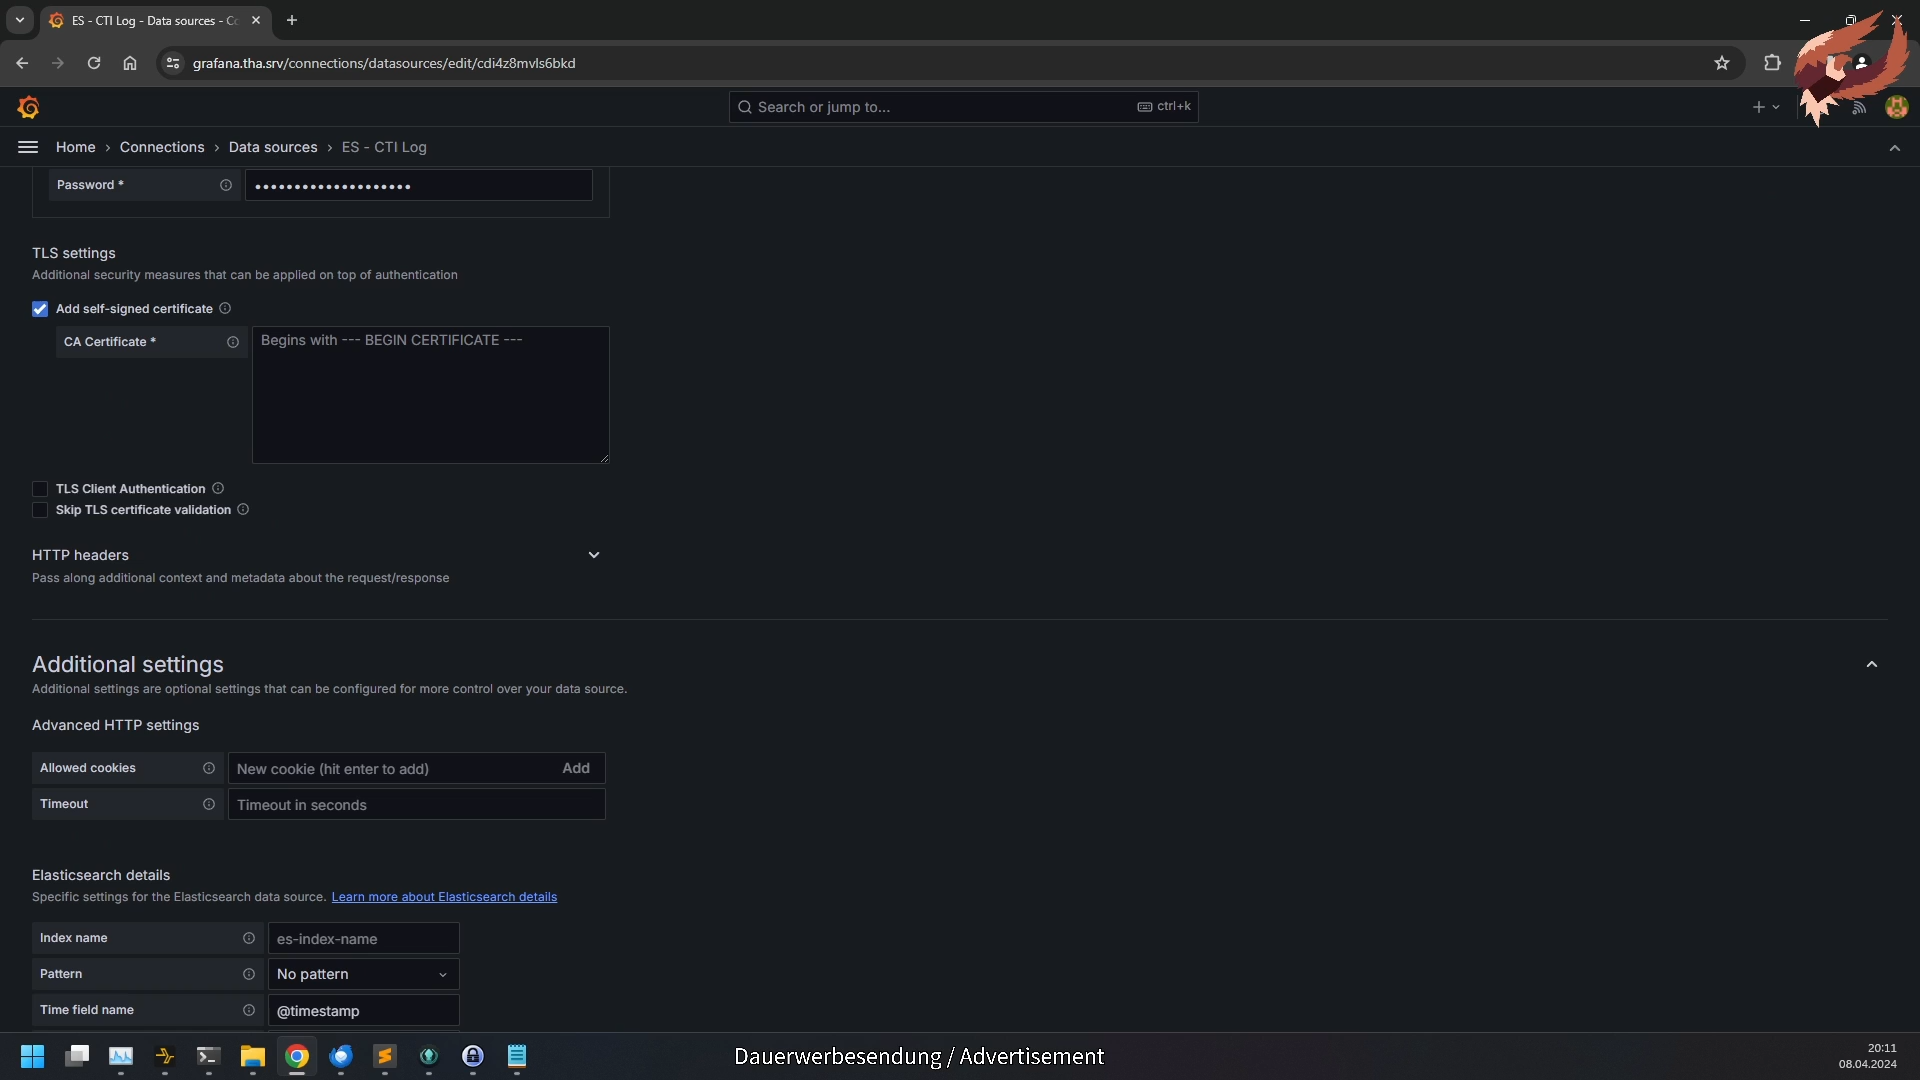 ES - CTI Log - Data sources - Co
grafana.tha.srv/connections/datasources/edit/cdi4z8mvls6bkd
Search or jump to...
ctrl+k
Home › Connections › Data sources › ES - CTI Log
Password *
••••••••••••••••••••
TLS settings
Additional security measures that can be applied on top of authentication
Add self-signed certificate
CA Certificate *
Begins with --- BEGIN CERTIFICATE ---
TLS Client Authentication
Skip TLS certificate validation
HTTP headers
Pass along additional context and metadata about the request/response
Additional settings
Additional settings are optional settings that can be configured for more control over your data source.
Advanced HTTP settings
Allowed cookies
New cookie (hit enter to add)
Add
Timeout
Timeout in seconds
Elasticsearch details
Specific settings for the Elasticsearch data source. Learn more about Elasticsearch details
Index name
es-index-name
Pattern
No pattern
Time field name
@timestamp
Dauerwerbesendung / Advertisement
20:11
08.04.2024